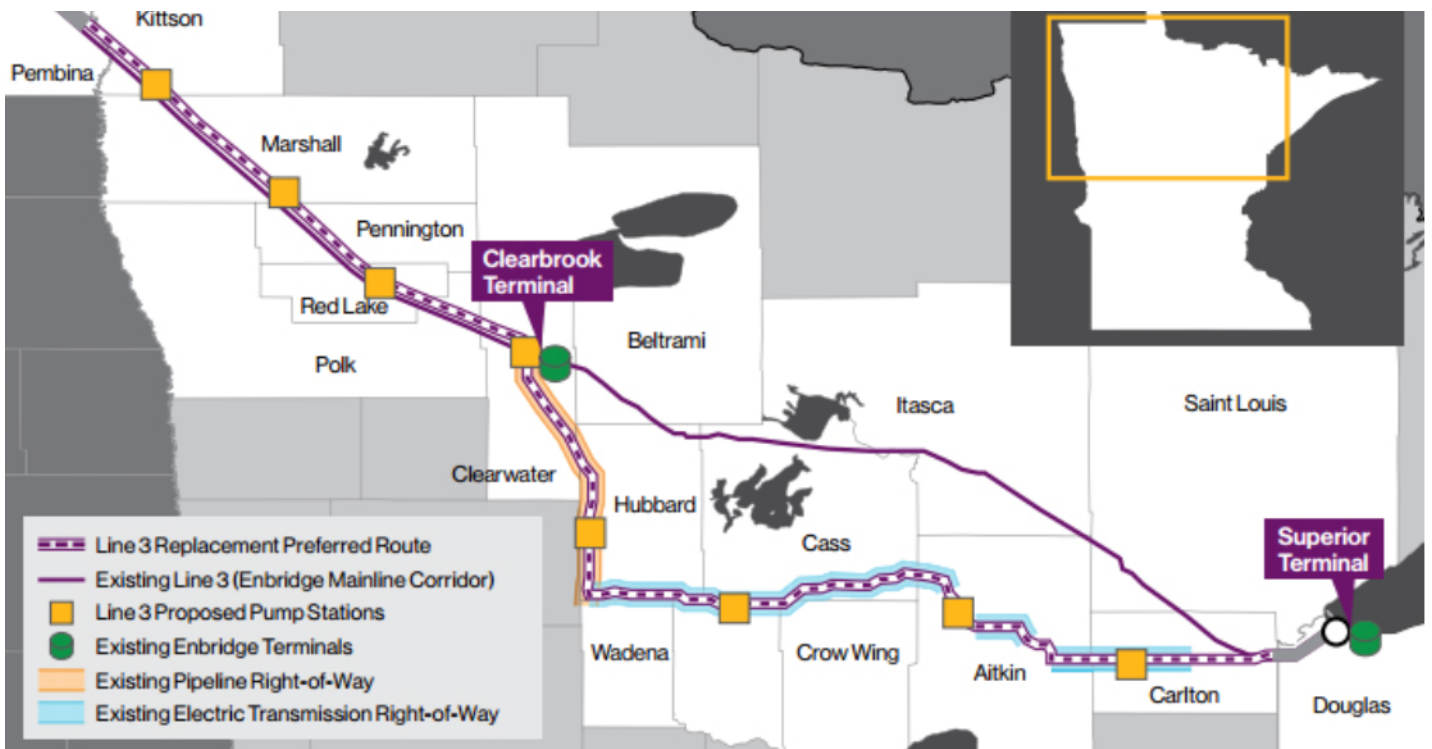 Kittson
Pembina
Marshall
Pennington
Clearbrook
Terminal
Red Lake
Beltrami
Polk
Itasca
Saint Louis
Clearwater
Hubbard
Cass
Superior
Terminal
Line 3 Replacement Preferred Route
Existing Line 3 (Enbridge Mainline Corridor)
Line 3 Proposed Pump Stations
Existing Enbridge Terminals
Existing Pipeline Right-of-Way
Existing Electric Transmission Right-of-Way
Wadena
Crow Wing
Aitkin
Carlton
Douglas